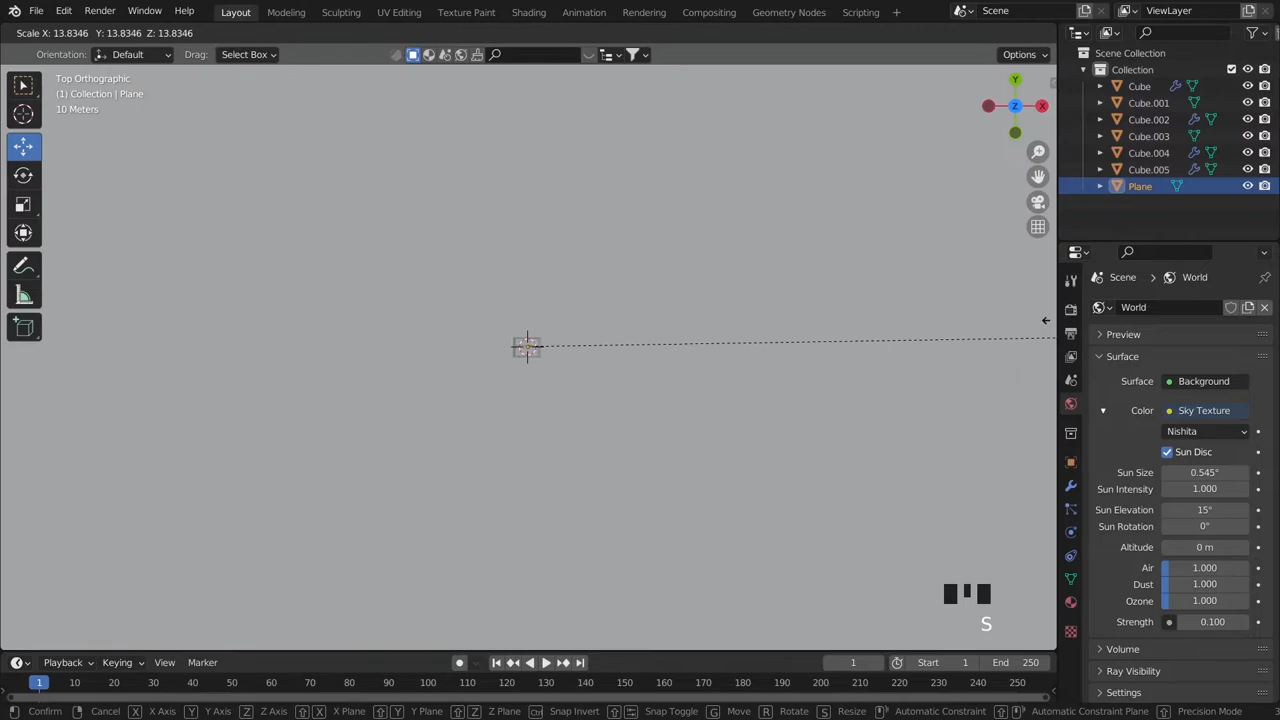 File Edit Render Window Help Layout Modeling Sculpting UV Editing Texture Paint Shading Animation Rendering Compositing Geometry Nodes Scripting + Scene ViewLayer
Scale X: 13.8346 Y: 13.8346 Z: 13.8346
Orientation: Default Drag: Select Box Options
Top Orthographic
(1) Collection | Plane
10 Meters
Y
Z
X
S
Scene Collection
Collection
Cube
Cube.001
Cube.002
Cube.003
Cube.004
Cube.005
Plane
Scene > World
World
Preview
Surface
Surface Background
Color Sky Texture
Nishita
Sun Disc
Sun Size 0.545°
Sun Intensity 1.000
Sun Elevation 15°
Sun Rotation 0°
Altitude 0 m
Air 1.000
Dust 1.000
Ozone 1.000
Strength 0.100
Volume
Ray Visibility
Settings
Playback Keying View Marker 1 Start 1 End 250
1 10 20 30 40 50 60 70 80 90 100 110 120 130 140 150 160 170 180 190 200 210 220 230 240 250
Confirm Cancel X X Axis Y Y Axis Z Z Axis X X Plane Y Y Plane Z Z Plane Ctrl Snap Invert Snap Toggle G Move R Rotate S Resize Automatic Constraint Automatic Constraint Plane Precision Mode